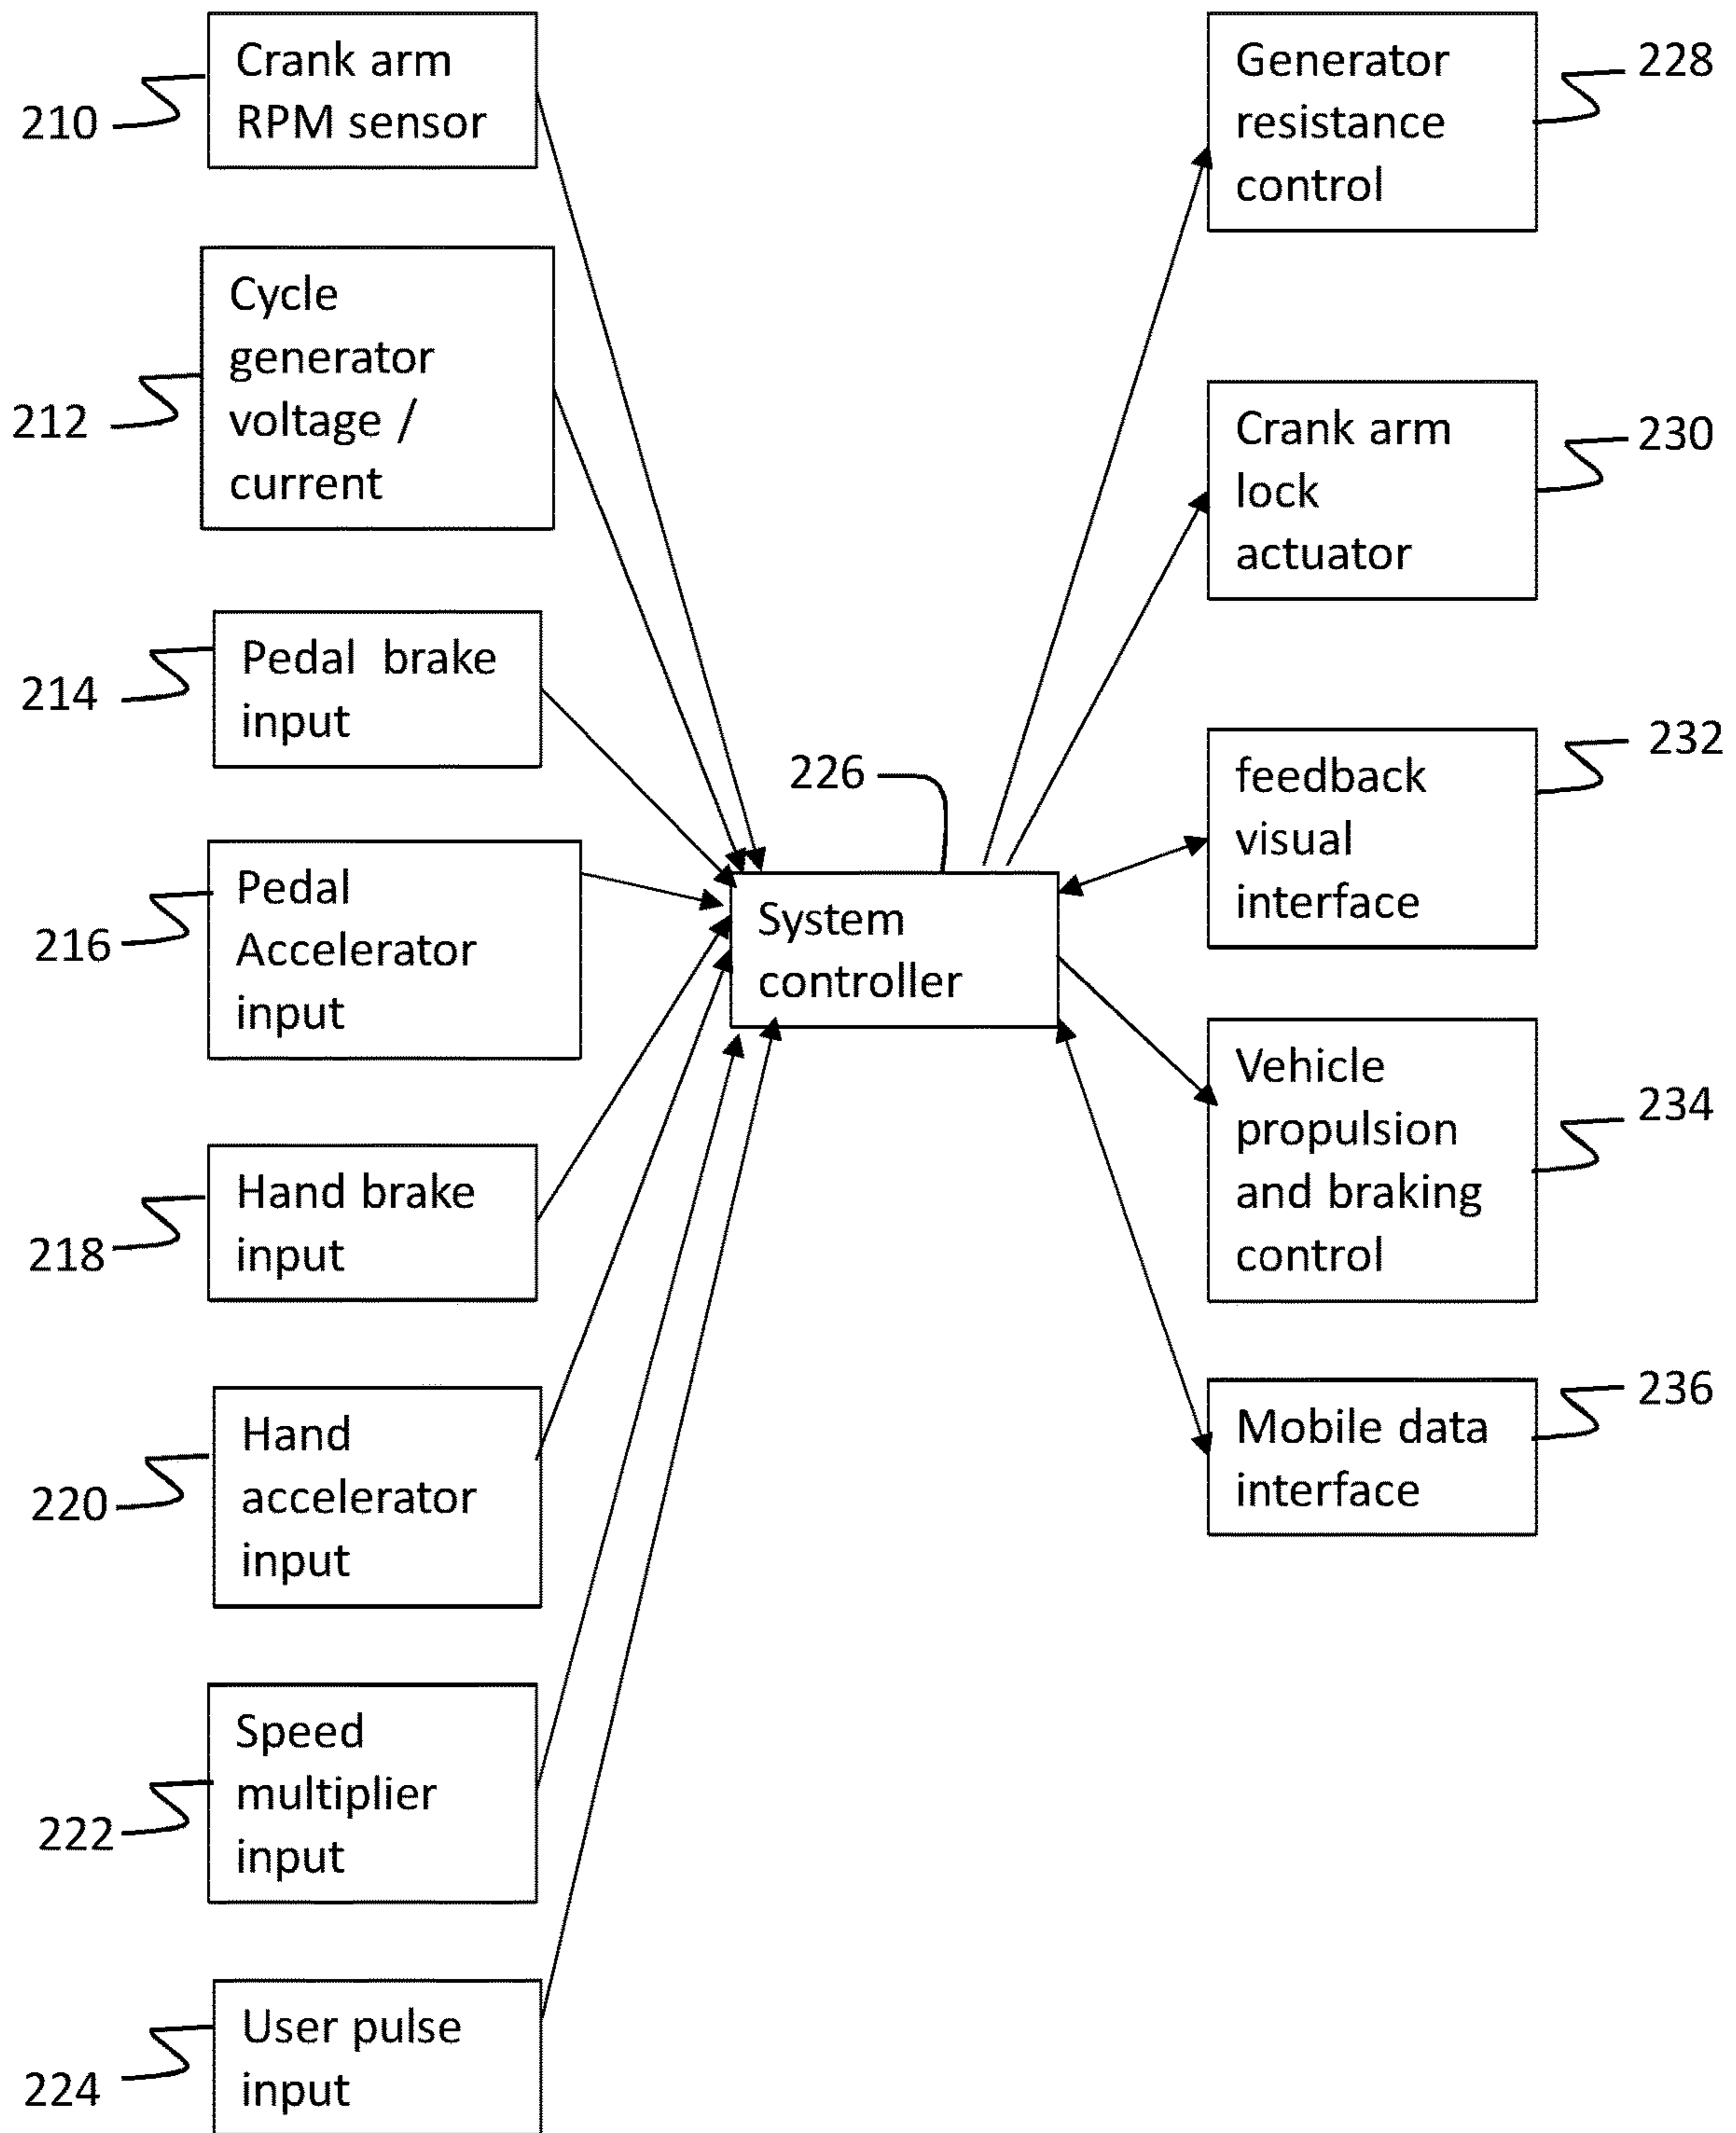 210
Crank arm
RPM sensor
212
Cycle
generator
voltage /
current
214
Pedal brake
input
216
Pedal
Accelerator
input
218
Hand brake
input
220
Hand
accelerator
input
222
Speed
multiplier
input
224
User pulse
input
226
System
controller
Generator
resistance
control
228
Crank arm
lock
actuator
230
feedback
visual
interface
232
Vehicle
propulsion
and braking
control
234
Mobile data
interface
236